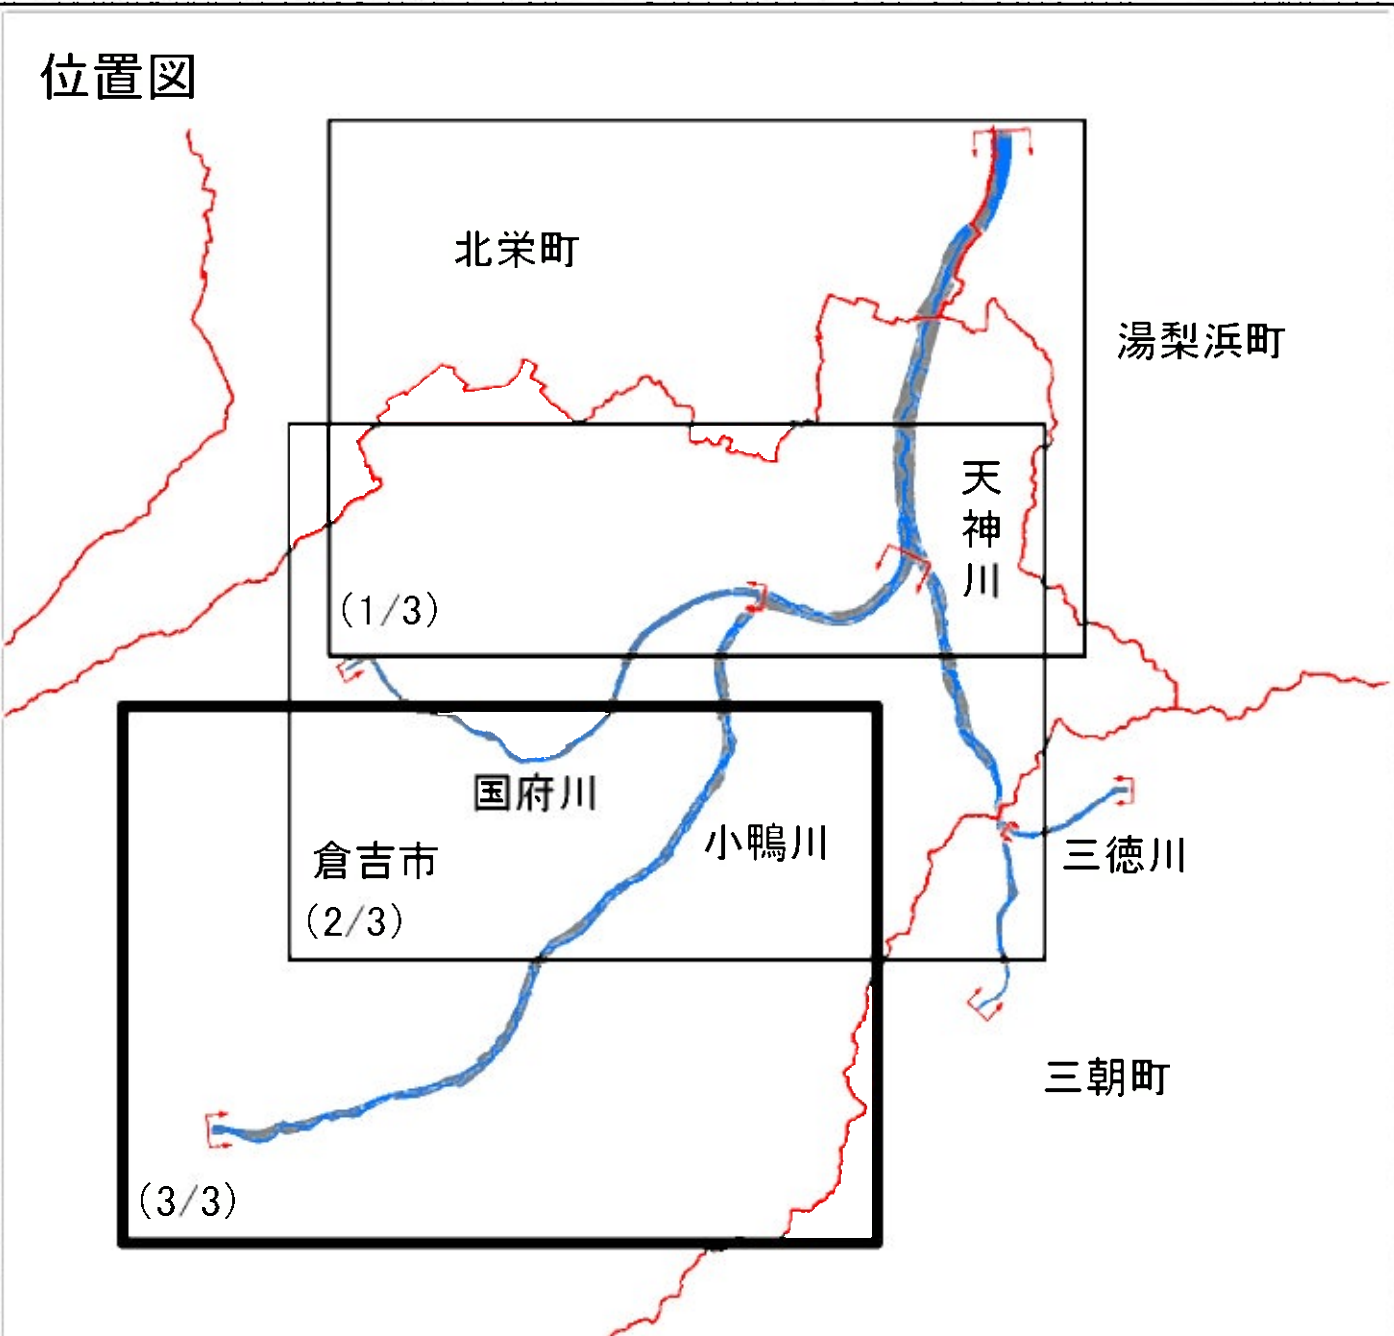 位置図
北栄町
湯梨浜町
天神川
(1/3)
国府川
小鴨川
倉吉市
三徳川
(2/3)
三朝町
(3/3)